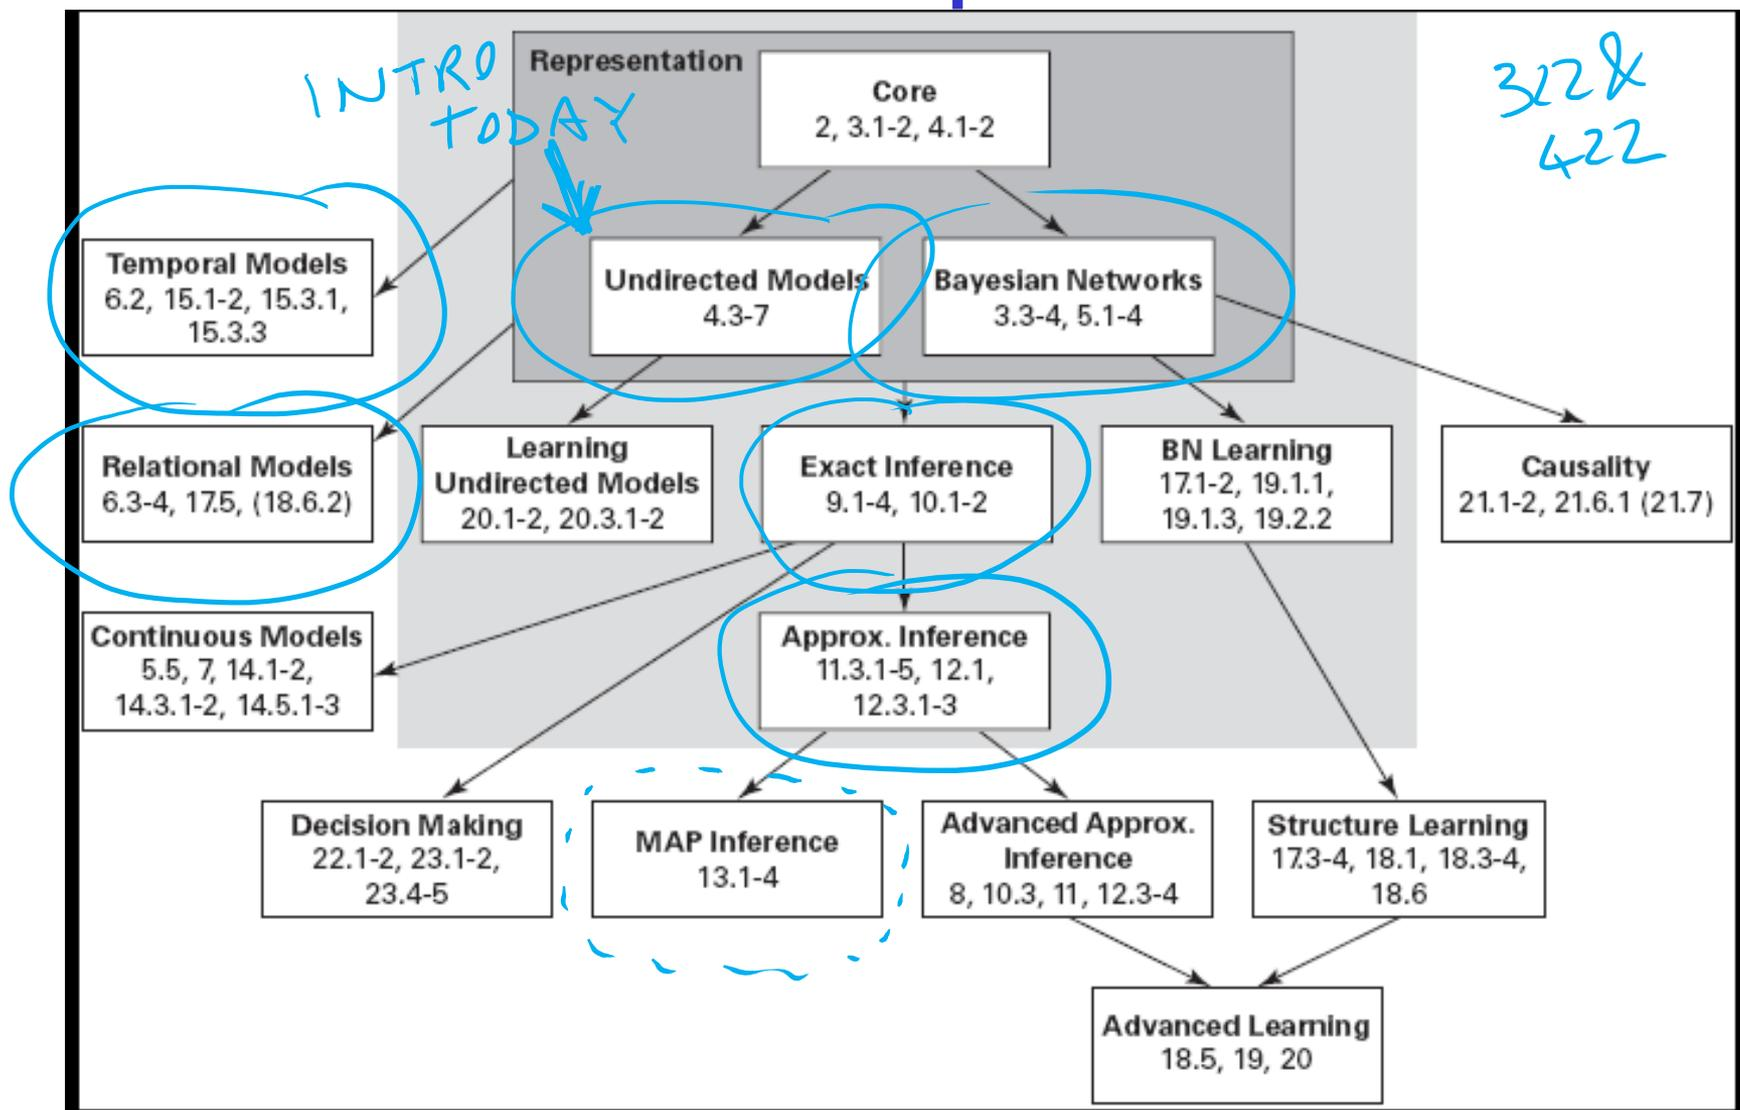 INTRO
TODAY
322 &
422
Representation
Core
2, 3.1-2, 4.1-2
Temporal Models
6.2, 15.1-2, 15.3.1,
15.3.3
Undirected Models
4.3-7
Bayesian Networks
3.3-4, 5.1-4
Relational Models
6.3-4, 17.5, (18.6.2)
Learning
Undirected Models
20.1-2, 20.3.1-2
Exact Inference
9.1-4, 10.1-2
BN Learning
17.1-2, 19.1.1,
19.1.3, 19.2.2
Causality
21.1-2, 21.6.1 (21.7)
Continuous Models
5.5, 7, 14.1-2,
14.3.1-2, 14.5.1-3
Approx. Inference
11.3.1-5, 12.1,
12.3.1-3
Decision Making
22.1-2, 23.1-2,
23.4-5
MAP Inference
13.1-4
Advanced Approx.
Inference
8, 10.3, 11, 12.3-4
Structure Learning
17.3-4, 18.1, 18.3-4,
18.6
Advanced Learning
18.5, 19, 20